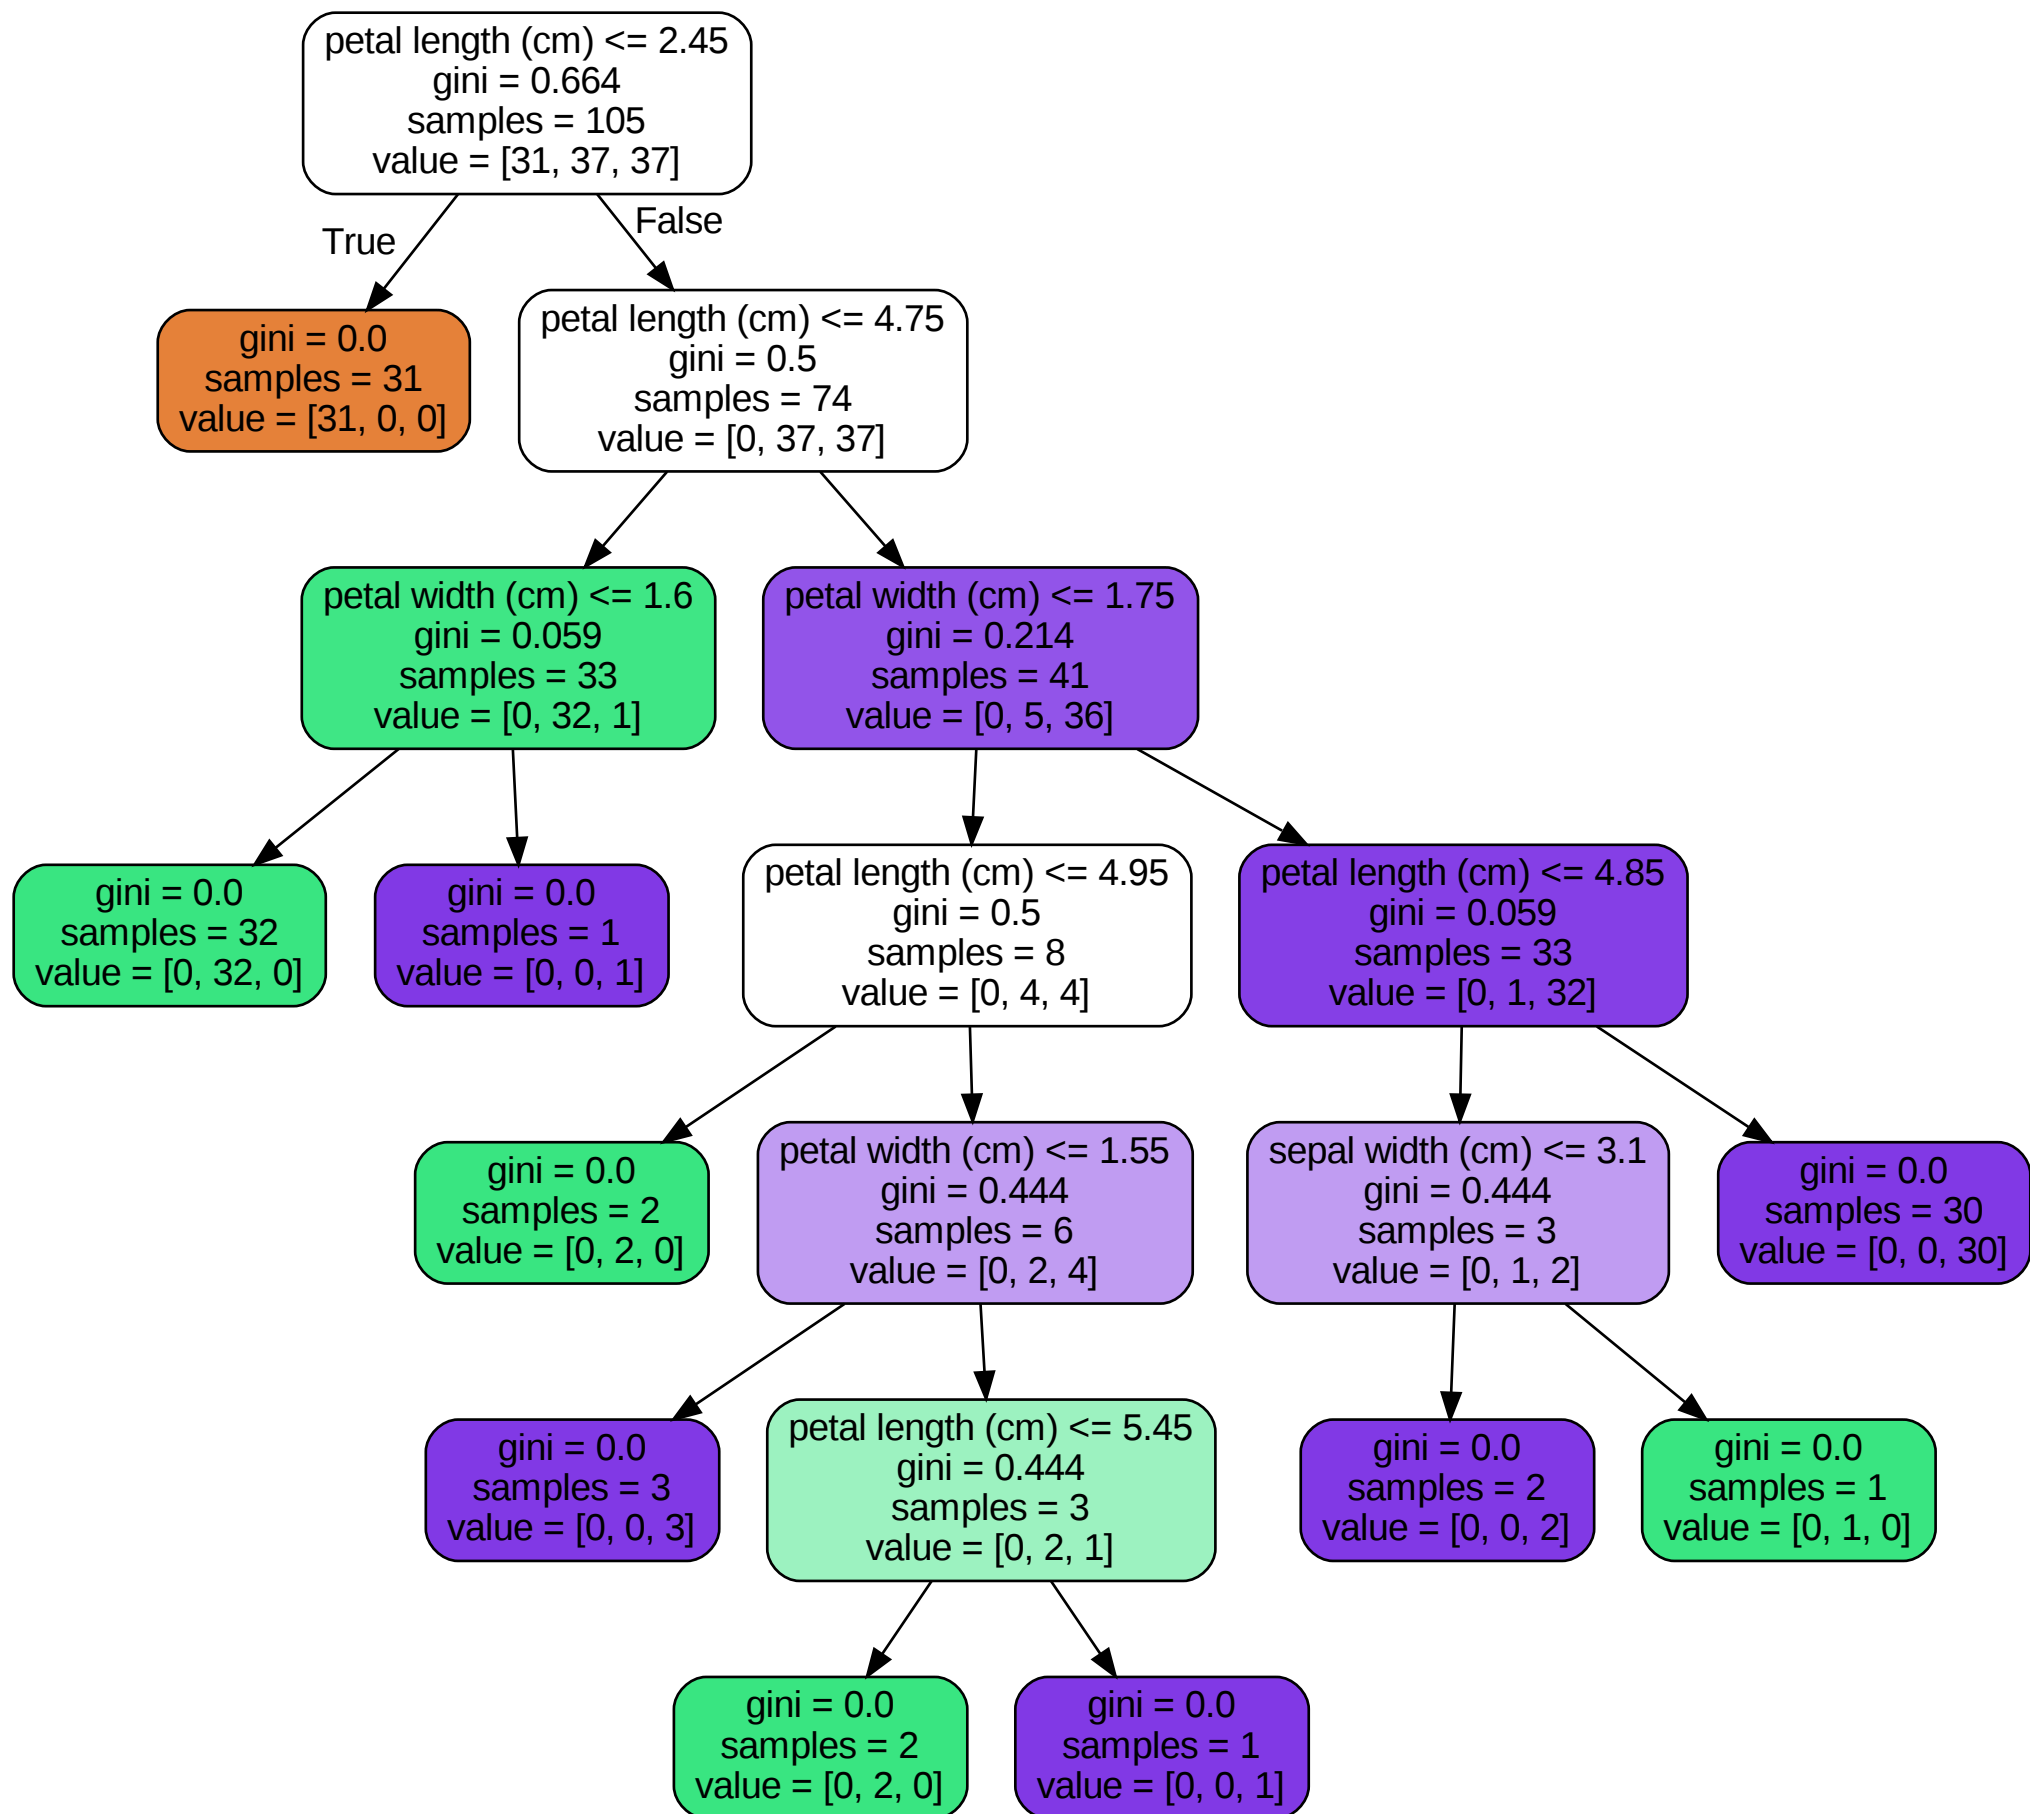 petal length (cm) <= 2.45
gini = 0.664
samples = 105
value = [31, 37, 37]
True
False
gini = 0.0
samples = 31
value = [31, 0, 0]
petal length (cm) <= 4.75
gini = 0.5
samples = 74
value = [0, 37, 37]
petal width (cm) <= 1.6
gini = 0.059
samples = 33
value = [0, 32, 1]
petal width (cm) <= 1.75
gini = 0.214
samples = 41
value = [0, 5, 36]
gini = 0.0
samples = 32
value = [0, 32, 0]
gini = 0.0
samples = 1
value = [0, 0, 1]
petal length (cm) <= 4.95
gini = 0.5
samples = 8
value = [0, 4, 4]
petal length (cm) <= 4.85
gini = 0.059
samples = 33
value = [0, 1, 32]
gini = 0.0
samples = 2
value = [0, 2, 0]
petal width (cm) <= 1.55
gini = 0.444
samples = 6
value = [0, 2, 4]
sepal width (cm) <= 3.1
gini = 0.444
samples = 3
value = [0, 1, 2]
gini = 0.0
samples = 30
value = [0, 0, 30]
gini = 0.0
samples = 3
value = [0, 0, 3]
petal length (cm) <= 5.45
gini = 0.444
samples = 3
value = [0, 2, 1]
gini = 0.0
samples = 2
value = [0, 0, 2]
gini = 0.0
samples = 1
value = [0, 1, 0]
gini = 0.0
samples = 2
value = [0, 2, 0]
gini = 0.0
samples = 1
value = [0, 0, 1]